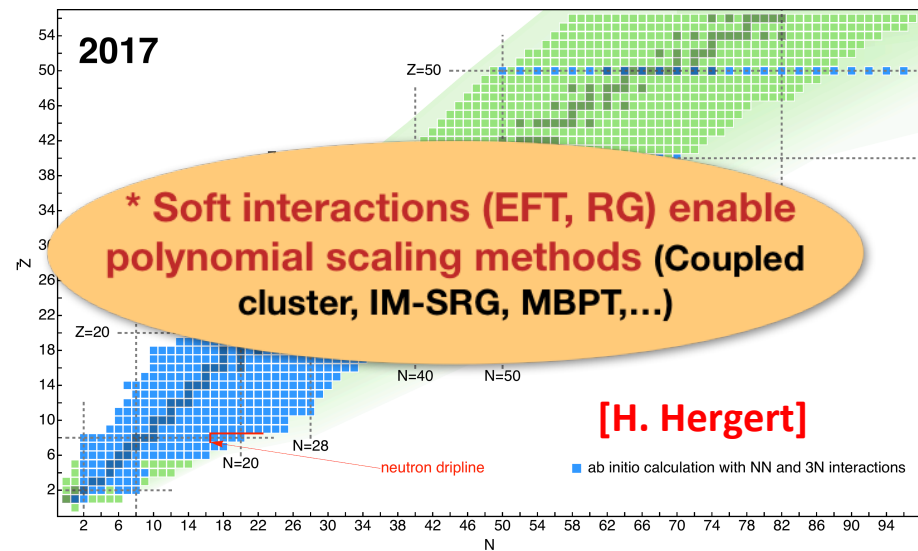 2017
54
50
46
42
38
34
30
26
22
18
14
10
6
2
Z
Z=50
* Soft interactions (EFT, RG) enable
polynomial scaling methods (Coupled
cluster, IM-SRG, MBPT,...)
Z=20
N=40
N=50
N=28
N=20
[H. Hergert]
neutron dripline
ab initio calculation with NN and 3N interactions
2 6 10 14 18 22 26 30 34 38 42 46 50 54 58 62 66 70 74 78 82 86 90 94
N